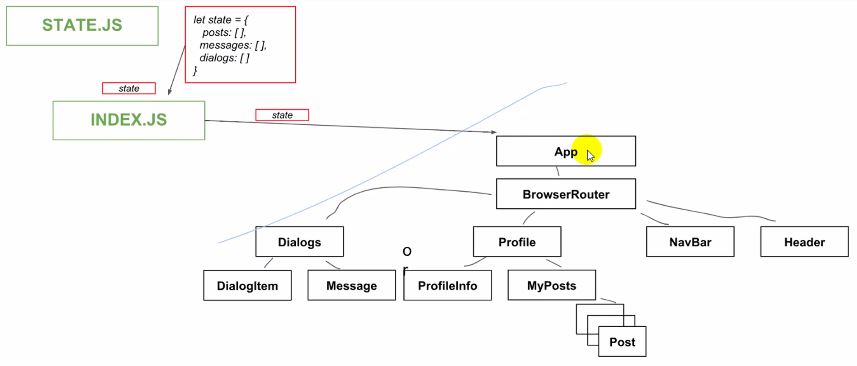 STATE.JS
let state = {
posts: [ ],
messages: [ ],
dialogs: [ ]
}
state
INDEX.JS
state
App
BrowserRouter
Dialogs
o
r
Profile
NavBar
Header
DialogItem
Message
ProfileInfo
MyPosts
Post